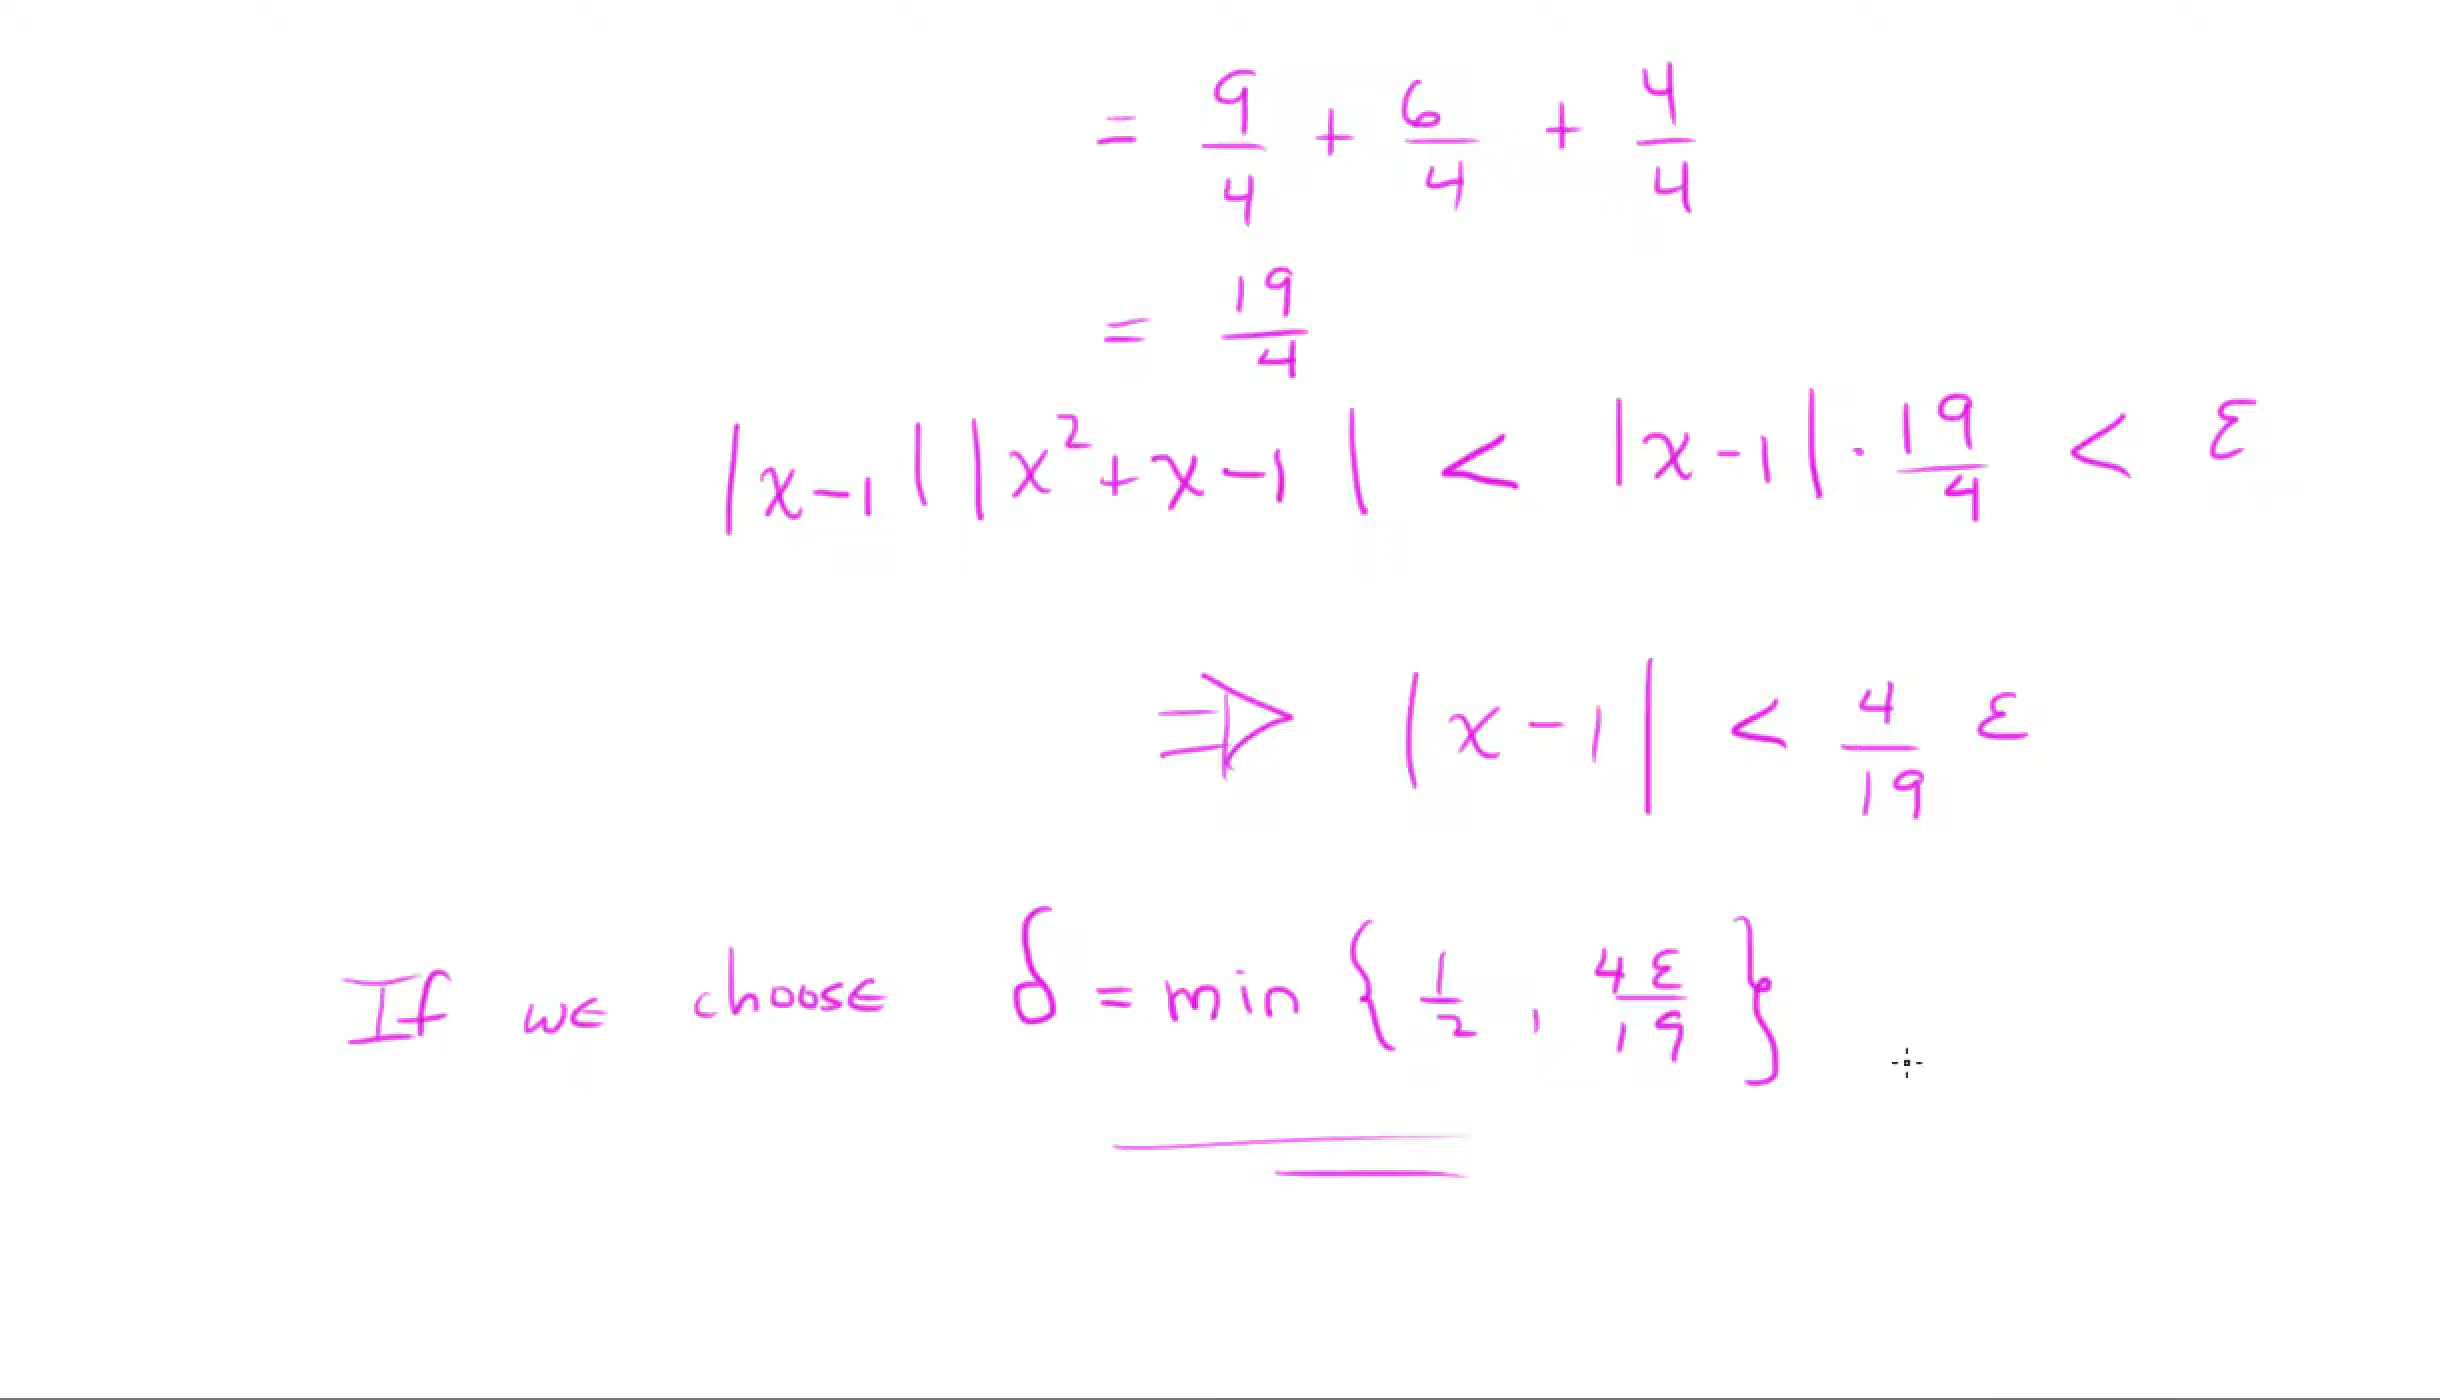 = 9/4 + 6/4 + 4/4
= 19/4
|x-1| |x²+x-1| < |x-1| · 19/4 < ε
⇒ |x-1| < 4/19 ε
If we choose δ = min { 1/2 , 4ε/19 }